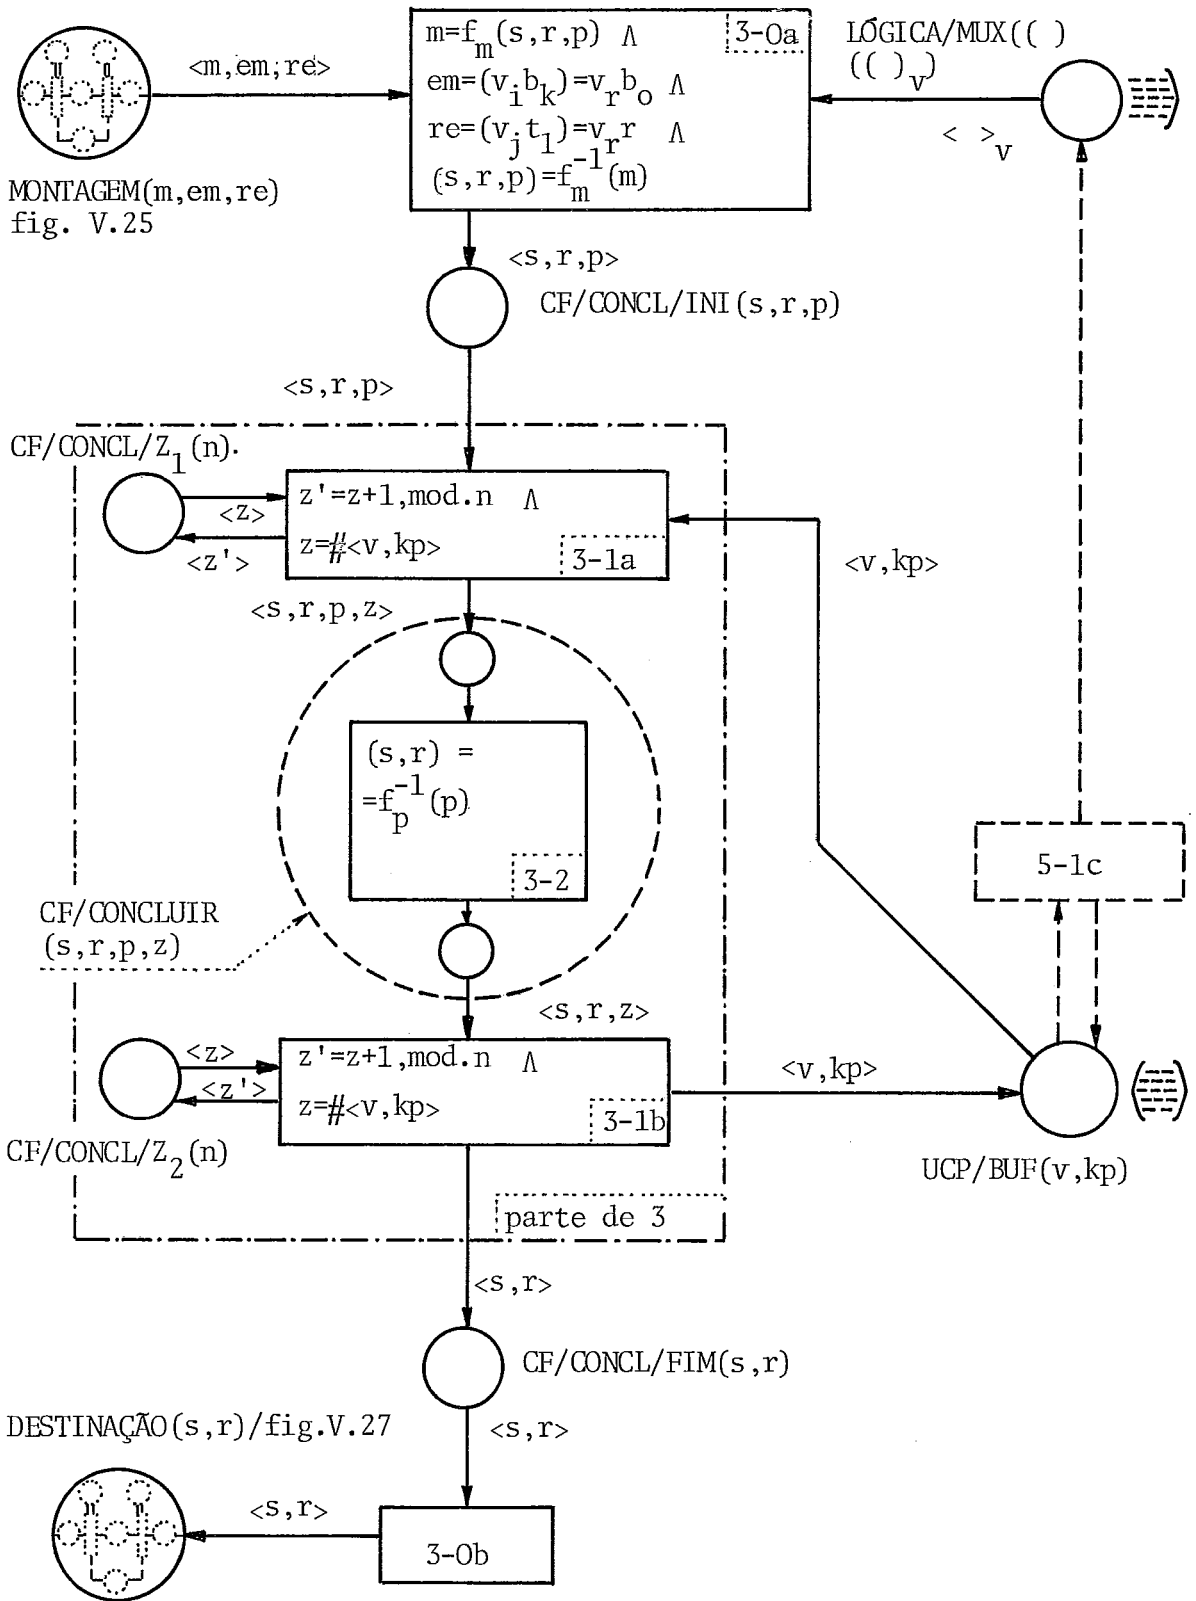 <m,em;re>
MONTAGEM(m,em,re)
fig. V.25
m=f_m(s,r,p) Λ
3-0a
em=(v_i b_k)=v_r b_o Λ
re=(v_j t_1)=v_r r Λ
(s,r,p)=f_m^-1(m)
LÓGICA/MUX(( )
(( )_v)
< >_v
<s,r,p>
CF/CONCL/INI(s,r,p)
<s,r,p>
CF/CONCL/Z_1(n).
<z>
<z'>
z'=z+1,mod.n Λ
z=#<v,kp>
3-1a
<v,kp>
<s,r,p,z>
(s,r) =
=f_p^-1(p)
3-2
5-1c
CF/CONCLUIR
(s,r,p,z)
<s,r,z>
<z>
<z'>
z'=z+1,mod.n Λ
z=#<v,kp>
3-1b
<v,kp>
CF/CONCL/Z_2(n)
UCP/BUF(v,kp)
parte de 3
<s,r>
CF/CONCL/FIM(s,r)
DESTINAÇÃO(s,r)/fig.V.27
<s,r>
<s,r>
3-0b